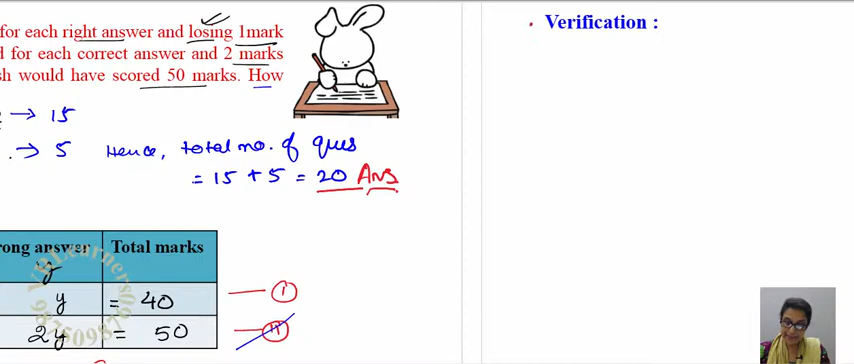 for each right answer and losing 1mark
for each correct answer and 2 marks
sh would have scored 50 marks. How
→ 15
. → 5 Hence, total no. of ques
= 15 + 5 = 20 Ans
rong answer Total marks
y
y = 40 ① 
2y = 50 ⑪
• Verification :